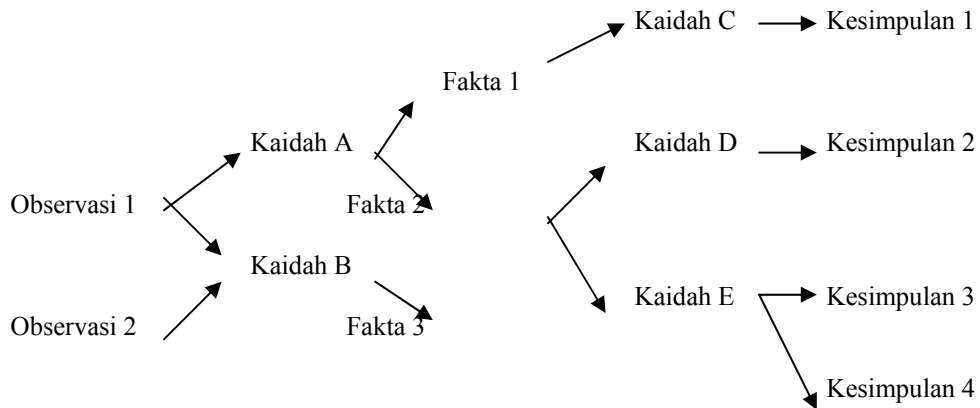 Kaidah C
Kesimpulan 1
Fakta 1
Kaidah A
Kaidah D
Kesimpulan 2
Observasi 1
Fakta 2
Kaidah B
Kaidah E
Kesimpulan 3
Observasi 2
Fakta 3
Kesimpulan 4